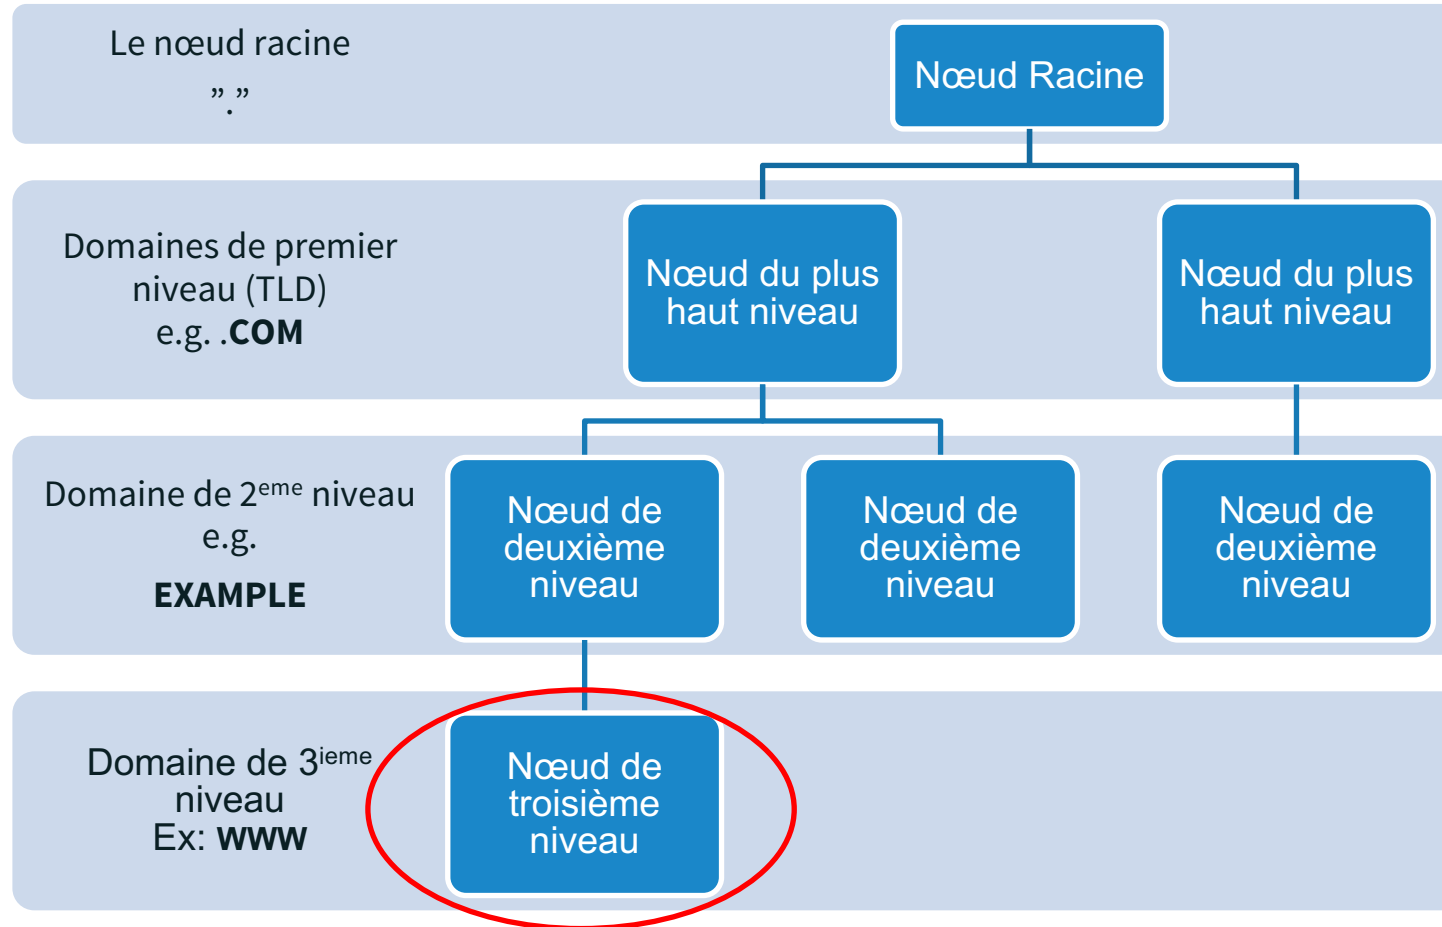 Le nœud racine
”.”
Nœud Racine
Domaines de premier
niveau (TLD)
e.g. .COM
Nœud du plus
haut niveau
Nœud du plus
haut niveau
Domaine de 2eme niveau
e.g.
EXAMPLE
Nœud de
deuxième
niveau
Nœud de
deuxième
niveau
Nœud de
deuxième
niveau
Domaine de 3ieme
niveau
Ex: WWW
Nœud de
troisième
niveau